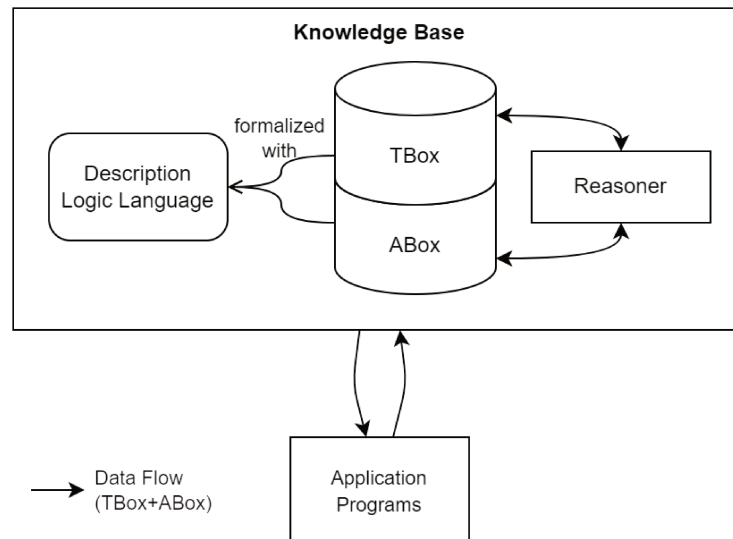 Knowledge Base
formalized
with
Description
Logic Language
TBox
ABox
Reasoner
Application
Programs
Data Flow
(TBox+ABox)